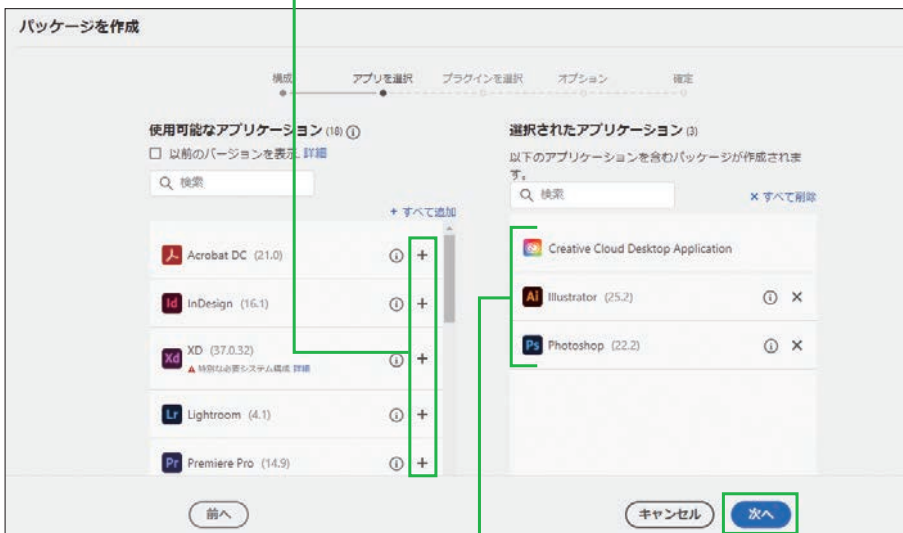 パッケージを作成
構成 アプリを選択 プラグインを選択 オプション 確定
使用可能なアプリケーション (18)
以前のバージョンを表示. 詳細
検索
+ すべて追加
Acrobat DC (21.0)
Id InDesign (16.1)
Xd XD (37.0.32)
特別な必要システム構成 詳細
Lr Lightroom (4.1)
Pr Premiere Pro (14.9)
選択されたアプリケーション (3)
以下のアプリケーションを含むパッケージが作成されま
す。
検索
× すべて削除
Creative Cloud Desktop Application
Ai Illustrator (25.2)
Ps Photoshop (22.2)
前へ
キャンセル
次へ